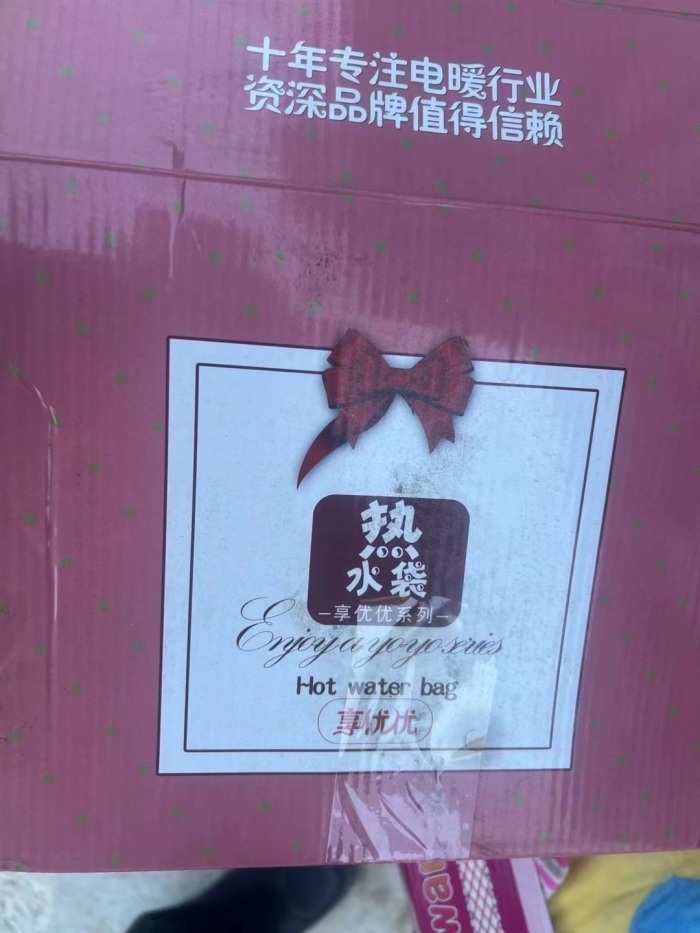 十年专注电暖行业
资深品牌值得信赖
热
水袋
享优优系列
Enjoy a yoyo series
Hot water bag
享优优